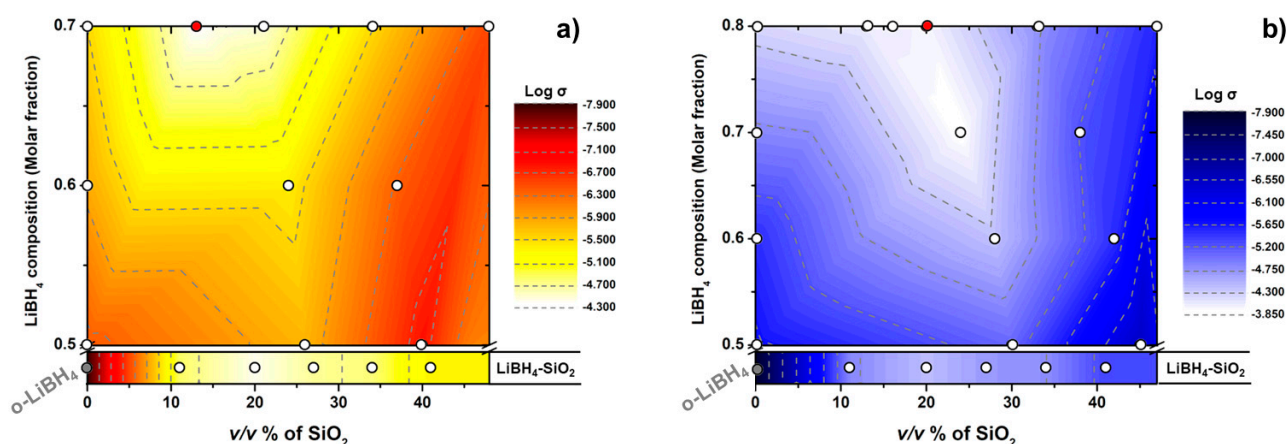 a)
0.7
0.6
0.5
LiBH4 composition (Molar fraction)
Log σ
-7.900
-7.500
-7.100
-6.700
-6.300
-5.900
-5.500
-5.100
-4.700
-4.300
LiBH4-SiO2
o-LiBH4
0 10 20 30 40
v/v % of SiO2
b)
0.8
0.7
0.6
0.5
LiBH4 composition (Molar fraction)
Log σ
-7.900
-7.450
-7.000
-6.550
-6.100
-5.650
-5.200
-4.750
-4.300
-3.850
LiBH4-SiO2
o-LiBH4
0 10 20 30 40
v/v % of SiO2